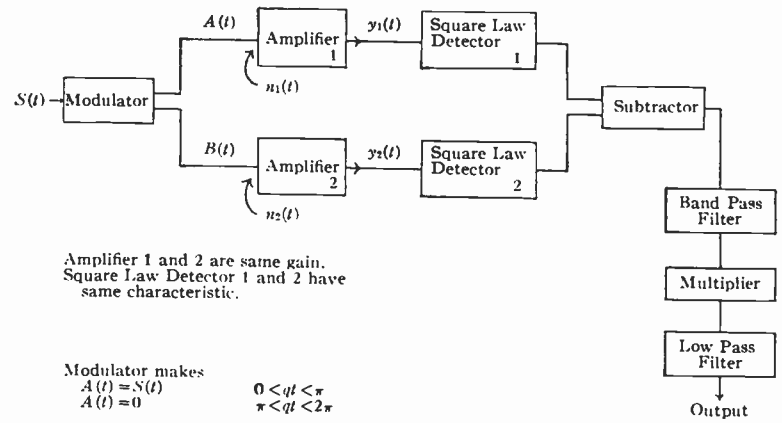 A(t)
Amplifier
1
y1(t)
Square Law
Detector
1
n1(t)
S(t)
Modulator
Subtractor
B(t)
Amplifier
2
y2(t)
Square Law
Detector
2
n2(t)
Band Pass
Filter
Amplifier 1 and 2 are same gain.
Square Law Detector 1 and 2 have
same characteristic.
Multiplier
Low Pass
Filter
Modulator makes
A(t)=S(t) 0<qt<π
A(t)=0 π<qt<2π
Output